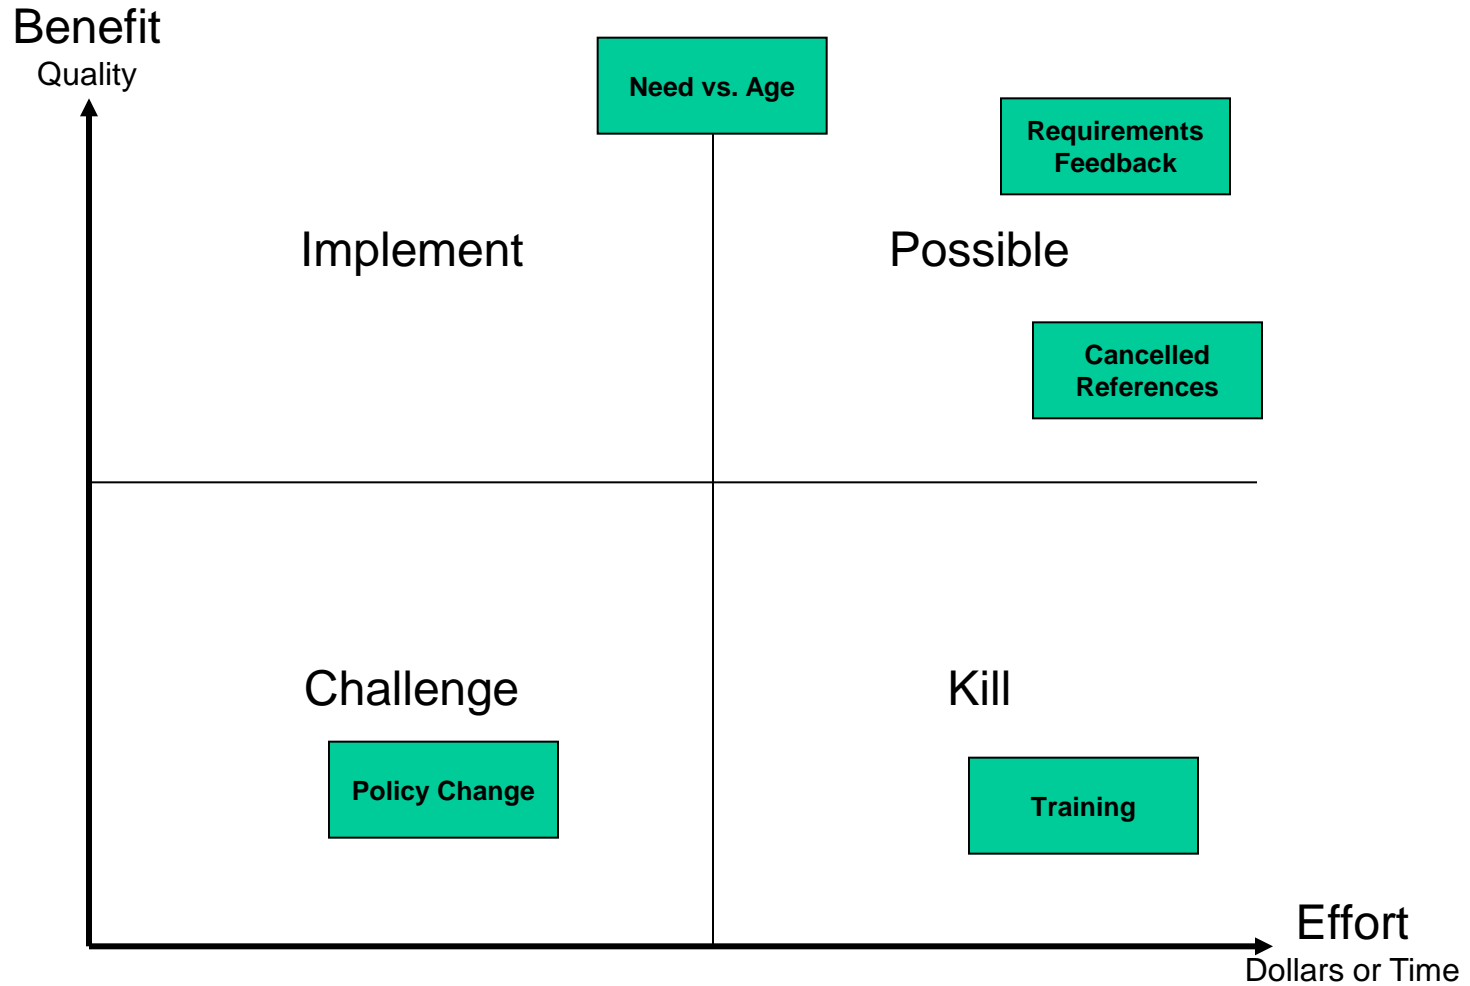 Benefit
Quality
Need vs. Age
Requirements
Feedback
Implement
Possible
Cancelled
References
Challenge
Kill
Policy Change
Training
Effort
Dollars or Time